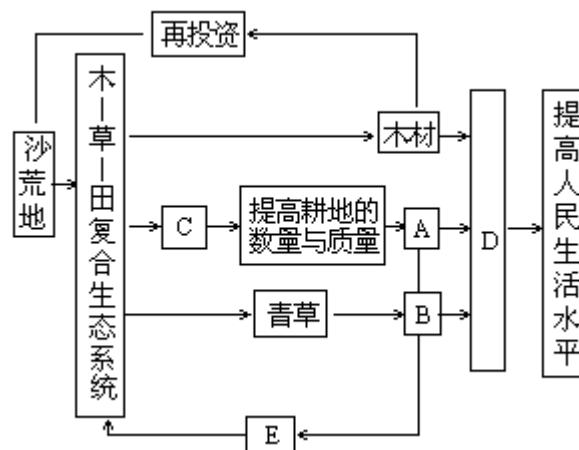 再投资
沙荒地
木—草—田复合生态系统
木材
C
提高耕地的
数量与质量
A
青草
B
D
E
提高人民生活水平